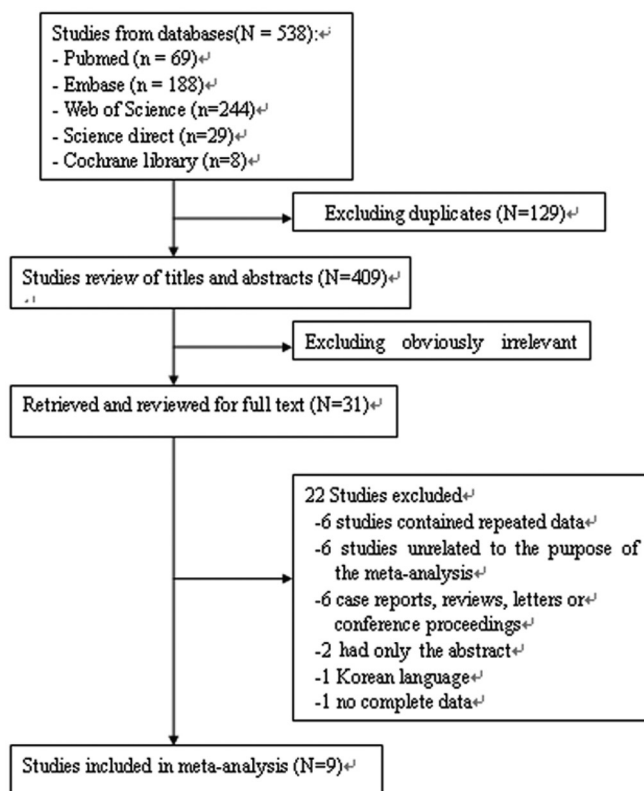 Studies from databases(N = 538):↵
- Pubmed (n = 69)↵
- Embase (n = 188)↵
- Web of Science (n=244)↵
- Science direct (n=29)↵
- Cochrane library (n=8)↵
Excluding duplicates (N=129)↵
Studies review of titles and abstracts (N=409)↵
↵
Excluding obviously irrelevant
Retrieved and reviewed for full text (N=31)↵
22 Studies excluded↵
-6 studies contained repeated data↵
-6 studies unrelated to the purpose of
the meta-analysis↵
-6 case reports, reviews, letters or↵
conference proceedings↵
-2 had only the abstract↵
-1 Korean language↵
-1 no complete data↵
Studies included in meta-analysis (N=9)↵